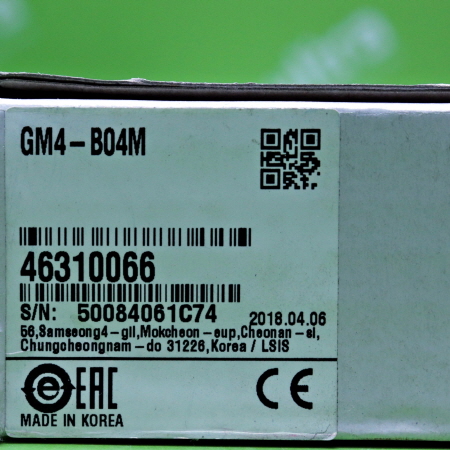 GM4-B04M
46310066
S/N: 50084061C74 2018.04.06
56,Samseong4-gil,Mokcheon-eup,Cheonan-si,
Chungcheongnam-do 31226,Korea / LSIS
e EAC CE
MADE IN KOREA